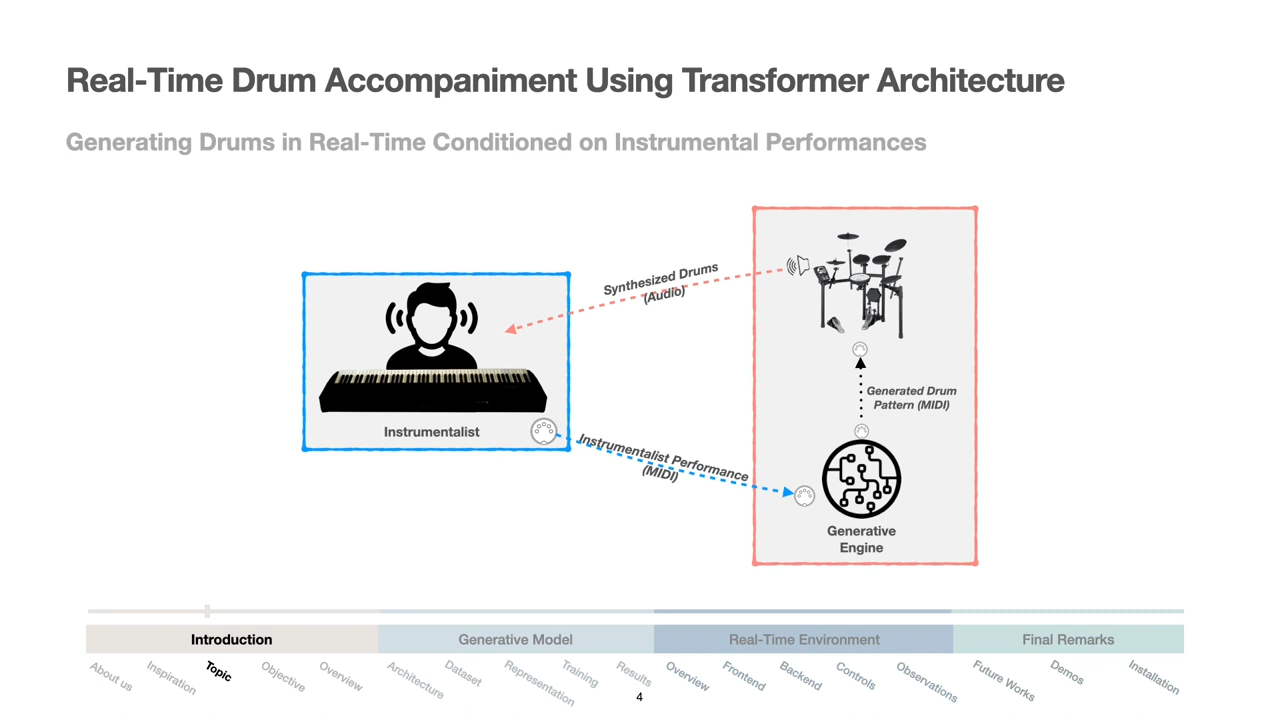 Real-Time Drum Accompaniment Using Transformer Architecture
Generating Drums in Real-Time Conditioned on Instrumental Performances
Synthesized Drums
(Audio)
Instrumentalist
Instrumentalist Performance
(MIDI)
Generated Drum
Pattern (MIDI)
Generative
Engine
Introduction
Generative Model
Real-Time Environment
Final Remarks
About us
Inspiration
Topic
Objective
Overview
Architecture
Dataset
Representation
Training
Results
Overview
Frontend
Backend
Controls
Observations
Future Works
Demos
Installation
4